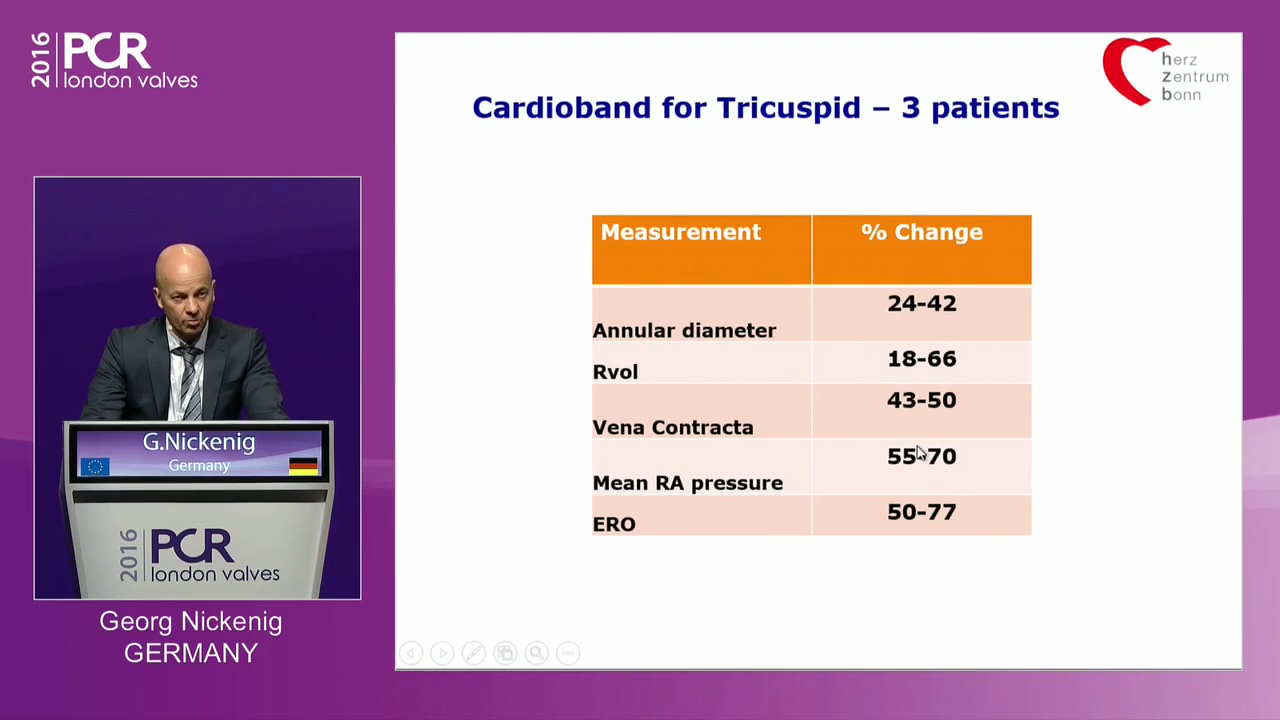 2016 PCR
london valves
herz
zentrum
bonn
Cardioband for Tricuspid – 3 patients
Measurement % Change
Annular diameter 24-42
Rvol 18-66
Vena Contracta 43-50
Mean RA pressure 55-70
ERO 50-77
G.Nickenig
Germany
2016 PCR
london valves
Georg Nickenig
GERMANY